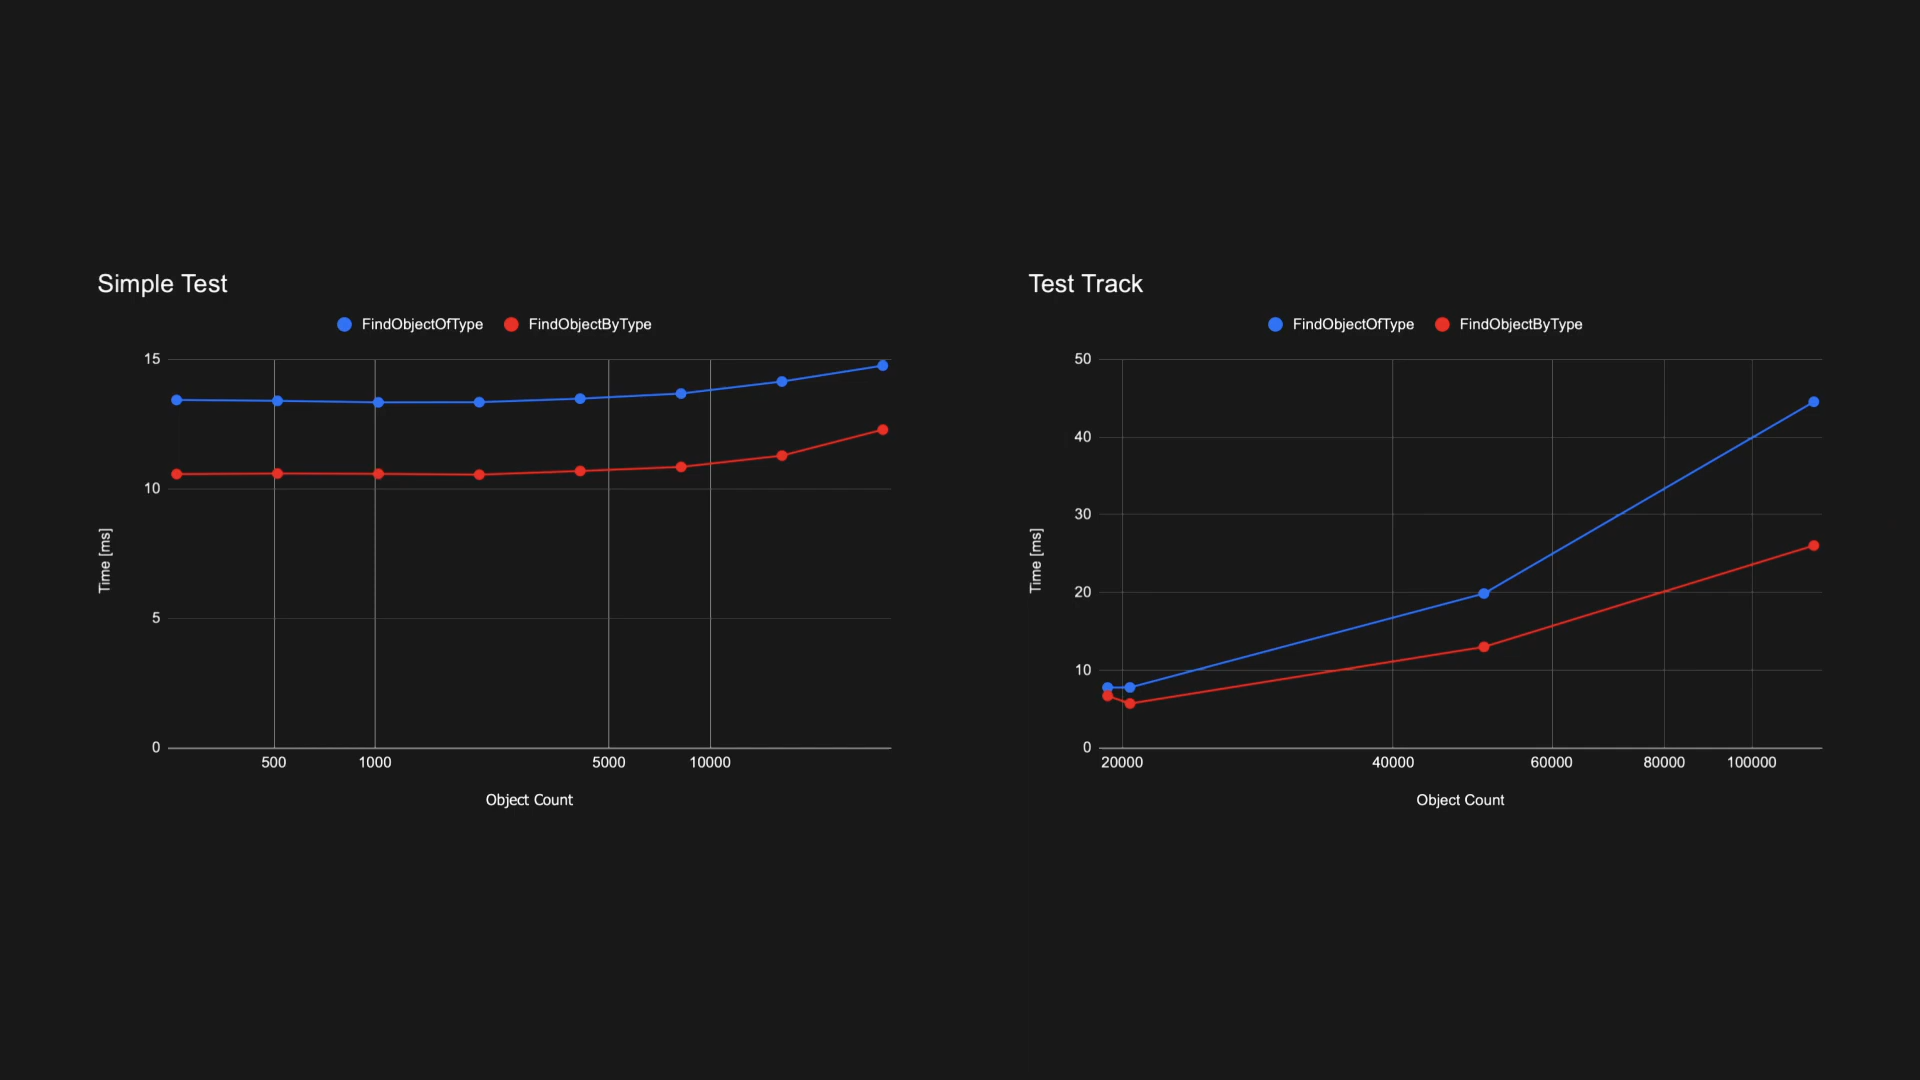 Simple Test
FindObjectOfType FindObjectByType
15
10
5
0
Time [ms]
500 1000 5000 10000
Object Count
Test Track
FindObjectOfType FindObjectByType
50
40
30
20
10
0
Time [ms]
20000 40000 60000 80000 100000
Object Count